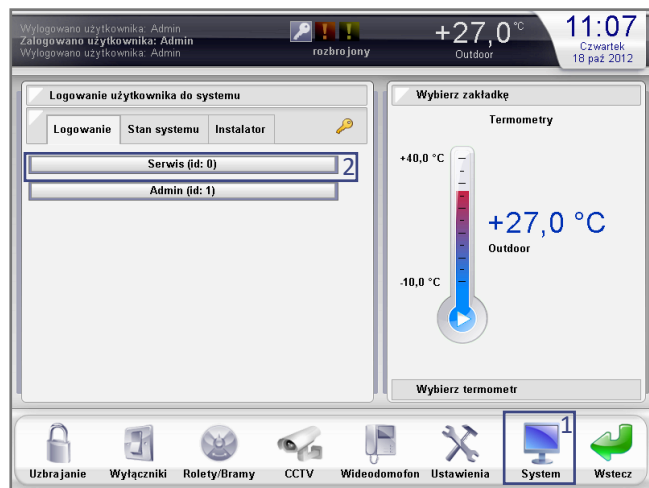 Wylogowano użytkownika: Admin
Zalogowano użytkownika: Admin
Wylogowano użytkownika: Admin
rozbrojony
+27,0 °C
Outdoor
11:07
Czwartek
18 paź 2012
Logowanie użytkownika do systemu
Logowanie Stan systemu Instalator
Serwis (id: 0)
2
Admin (id: 1)
Wybierz zakładkę
Termometry
+40,0 °C
+27,0 °C
Outdoor
-10,0 °C
Wybierz termometr
1
Uzbrajanie Wyłączniki Rolety/Bramy CCTV Wideodomofon Ustawienia System Wstecz